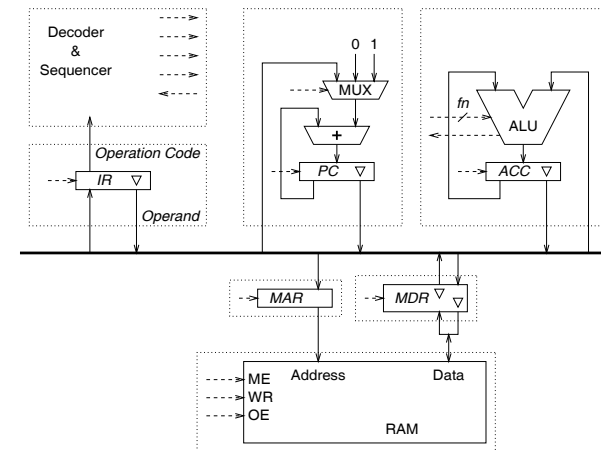 Decoder
&
Sequencer
Operation Code
IR
Operand
0 1
MUX
+
PC
fn
ALU
ACC
MAR
MDR
ME
WR
OE
Address
Data
RAM